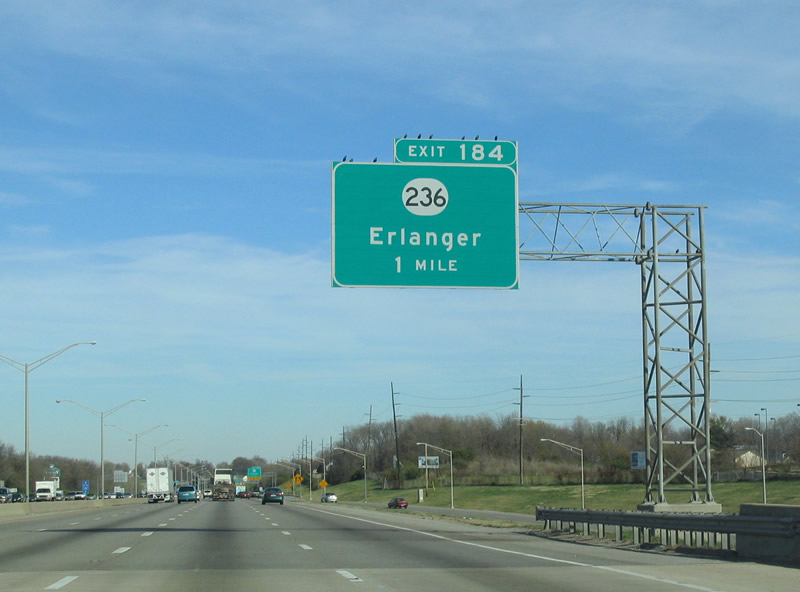 EXIT 184
236
Erlanger
1 MILE